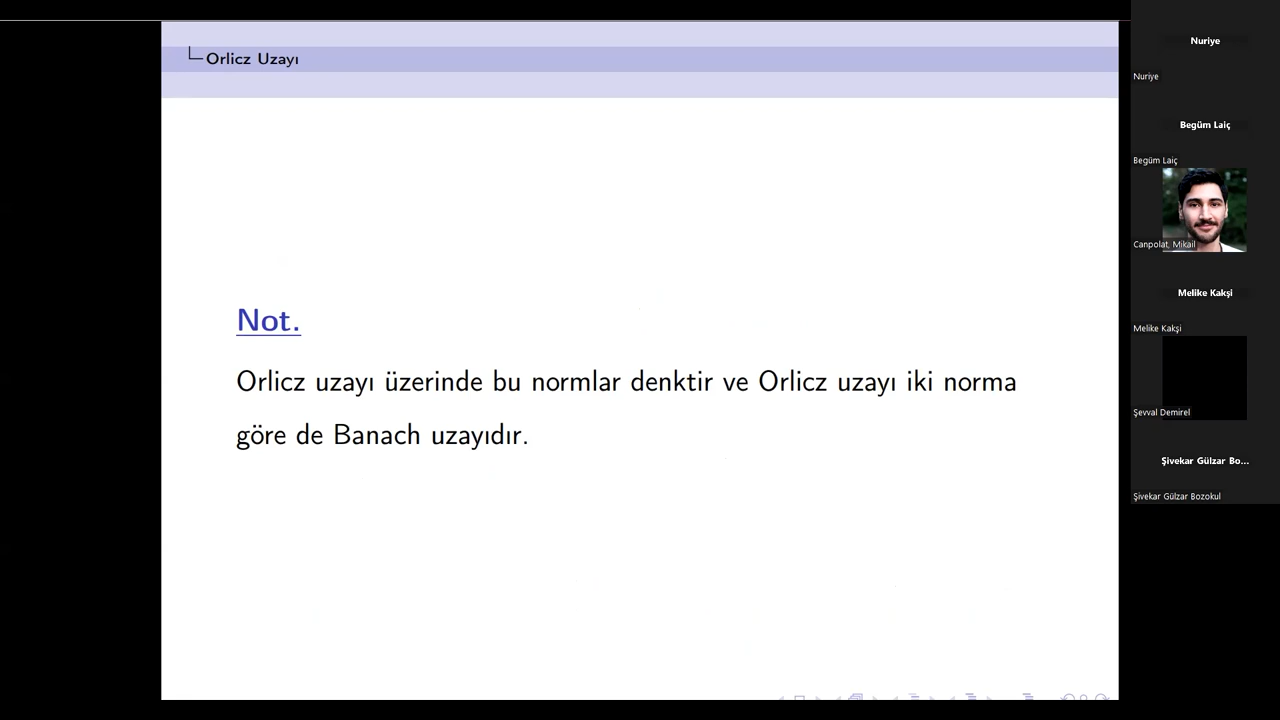 Orlicz Uzayı
Not.
Orlicz uzayı üzerinde bu normlar denktir ve Orlicz uzayı iki norma
göre de Banach uzayıdır.
Nuriye
Nuriye
Begüm Laiç
Begüm Laiç
Canpolat, Mikail
Melike Kakşi
Melike Kakşi
Şevval Demirel
Şivekar Gülzar Bo...
Şivekar Gülzar Bozokul